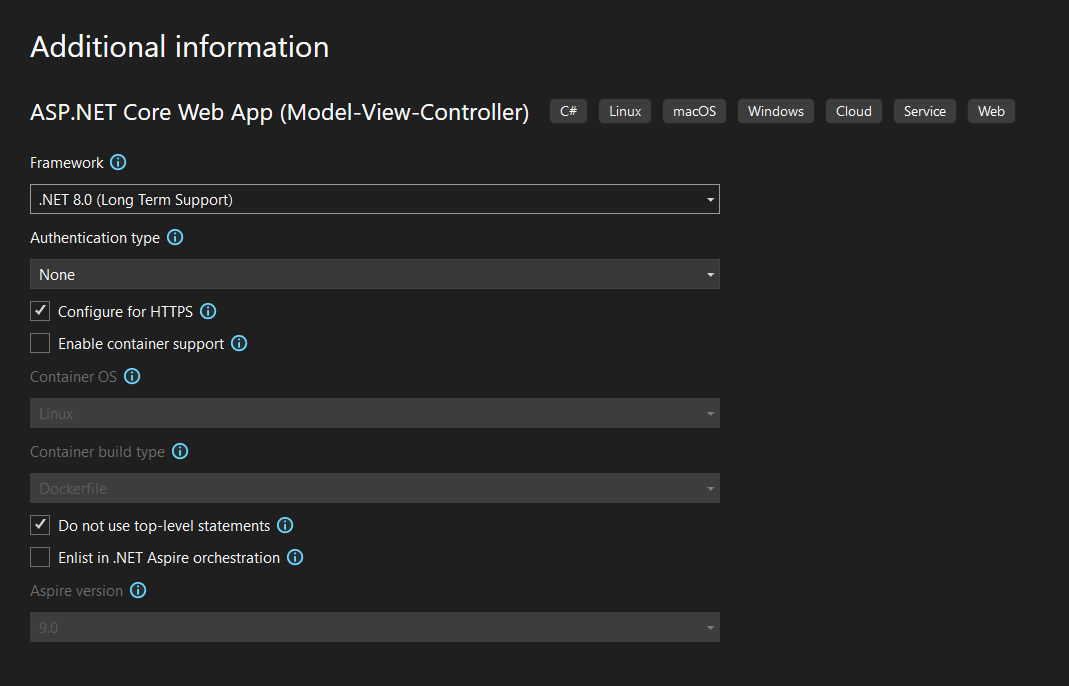 Additional information
ASP.NET Core Web App (Model-View-Controller) C# Linux macOS Windows Cloud Service Web
Framework
.NET 8.0 (Long Term Support)
Authentication type
None
Configure for HTTPS
Enable container support
Container OS
Linux
Container build type
Dockerfile
Do not use top-level statements
Enlist in .NET Aspire orchestration
Aspire version
9.0